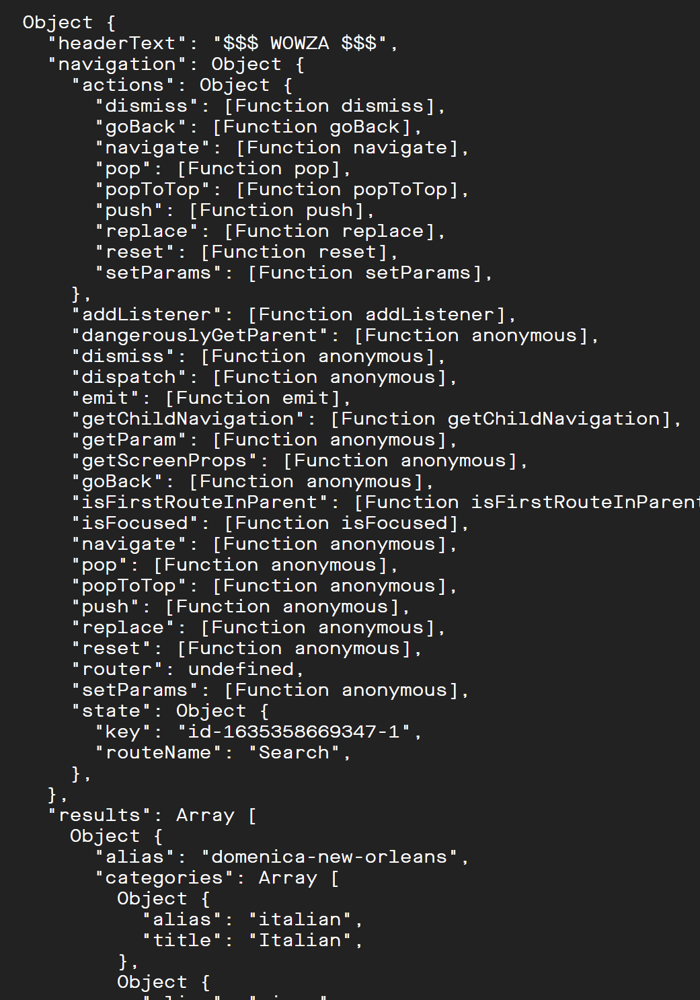 Object {
"headerText": "$$$ WOWZA $$$",
"navigation": Object {
"actions": Object {
"dismiss": [Function dismiss],
"goBack": [Function goBack],
"navigate": [Function navigate],
"pop": [Function pop],
"popToTop": [Function popToTop],
"push": [Function push],
"replace": [Function replace],
"reset": [Function reset],
"setParams": [Function setParams],
},
"addListener": [Function addListener],
"dangerouslyGetParent": [Function anonymous],
"dismiss": [Function anonymous],
"dispatch": [Function anonymous],
"emit": [Function emit],
"getChildNavigation": [Function getChildNavigation],
"getParam": [Function anonymous],
"getScreenProps": [Function anonymous],
"goBack": [Function anonymous],
"isFirstRouteInParent": [Function isFirstRouteInParent
"isFocused": [Function isFocused],
"navigate": [Function anonymous],
"pop": [Function anonymous],
"popToTop": [Function anonymous],
"push": [Function anonymous],
"replace": [Function anonymous],
"reset": [Function anonymous],
"router": undefined,
"setParams": [Function anonymous],
"state": Object {
"key": "id-1635358669347-1",
"routeName": "Search",
},
},
"results": Array [
Object {
"alias": "domenica-new-orleans",
"categories": Array [
Object {
"alias": "italian",
"title": "Italian",
},
Object {